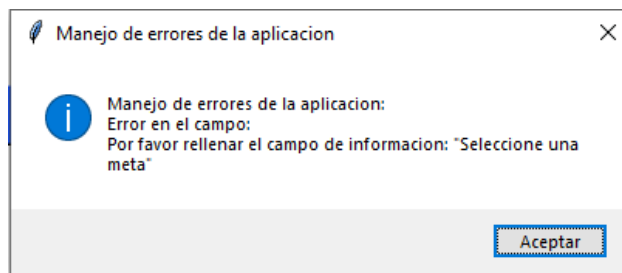 Manejo de errores de la aplicacion
Manejo de errores de la aplicacion:
Error en el campo:
Por favor rellenar el campo de informacion: "Seleccione una
meta"
Aceptar